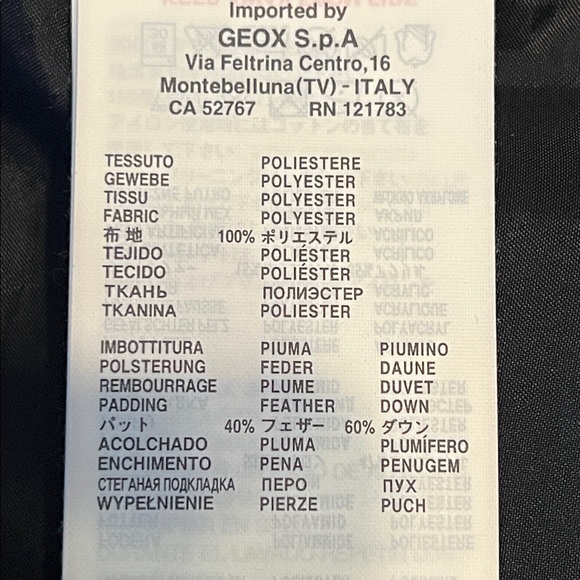 Imported by
GEOX S.p.A
Via Feltrina Centro,16
Montebelluna(TV) - ITALY
CA 52767 RN 121783
TESSUTO POLIESTERE
GEWEBE POLYESTER
TISSU POLYESTER
FABRIC POLYESTER
布 地 100% ポリエステル
TEJIDO POLIÉSTER
TECIDO POLIÉSTER
ТКАНЬ ПОЛИЭСТЕР
TKANINA POLIESTER
IMBOTTITURA PIUMA PIUMINO
POLSTERUNG FEDER DAUNE
REMBOURRAGE PLUME DUVET
PADDING FEATHER DOWN
パット 40% フェザー 60% ダウン
ACOLCHADO PLUMA PLUMÍFERO
ENCHIMENTO PENA PENUGEM
СТЕГАНАЯ ПОДКЛАДКА ПЕРО ПУХ
WYPEŁNIENIE PIERZE PUCH